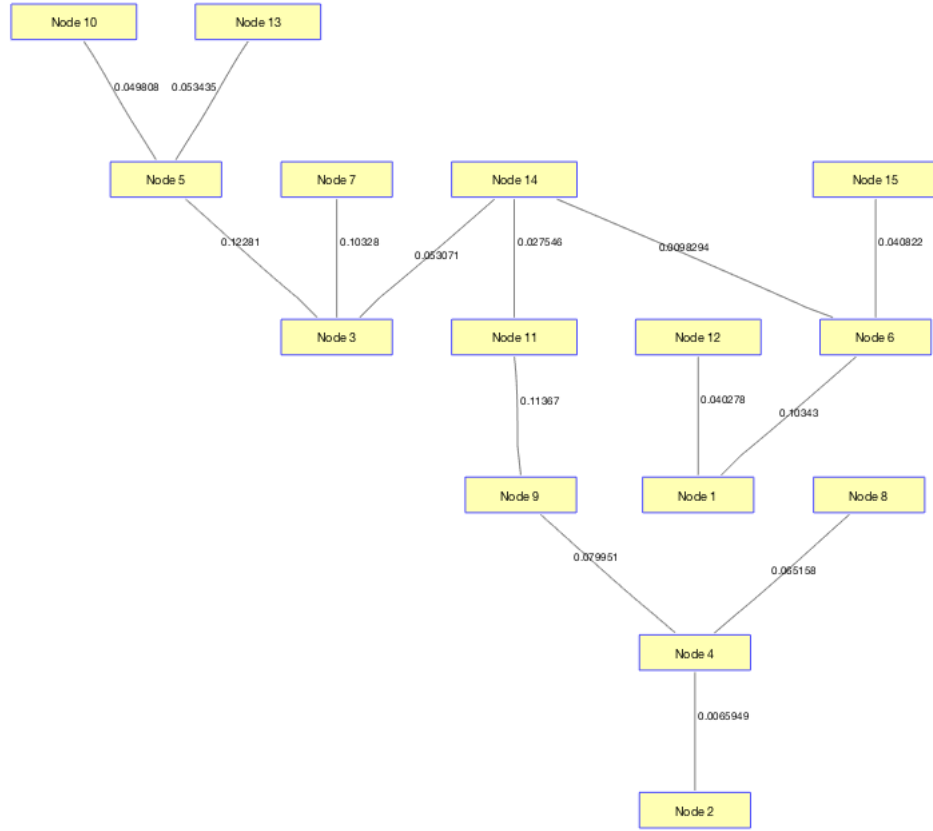 Node 10
Node 13
0.049808
0.053435
Node 5
Node 7
Node 14
Node 15
0.12281
0.10328
0.053071
0.027546
0.0098294
0.040822
Node 3
Node 11
Node 12
Node 6
0.11367
0.040278
0.10343
Node 9
Node 1
Node 8
0.079951
0.065158
Node 4
0.0065949
Node 2